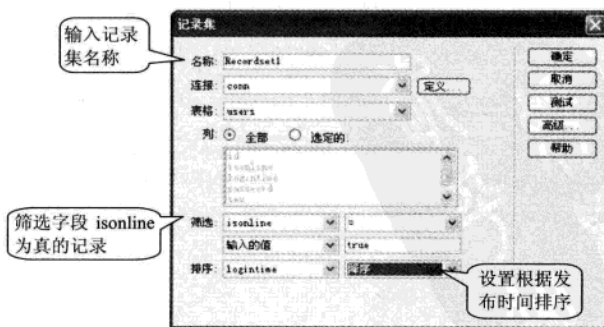 记录集
输入记录
集名称
名称: Recordset1
连接: conn 定义...
表格: users
列: 全部 选定的:
id
isonline
logintime
password
筛选: isonline =
输入的值 true
排序: logintime 降序
确定
取消
测试
高级...
帮助
筛选字段 isonline
为真的记录
设置根据发
布时间排序